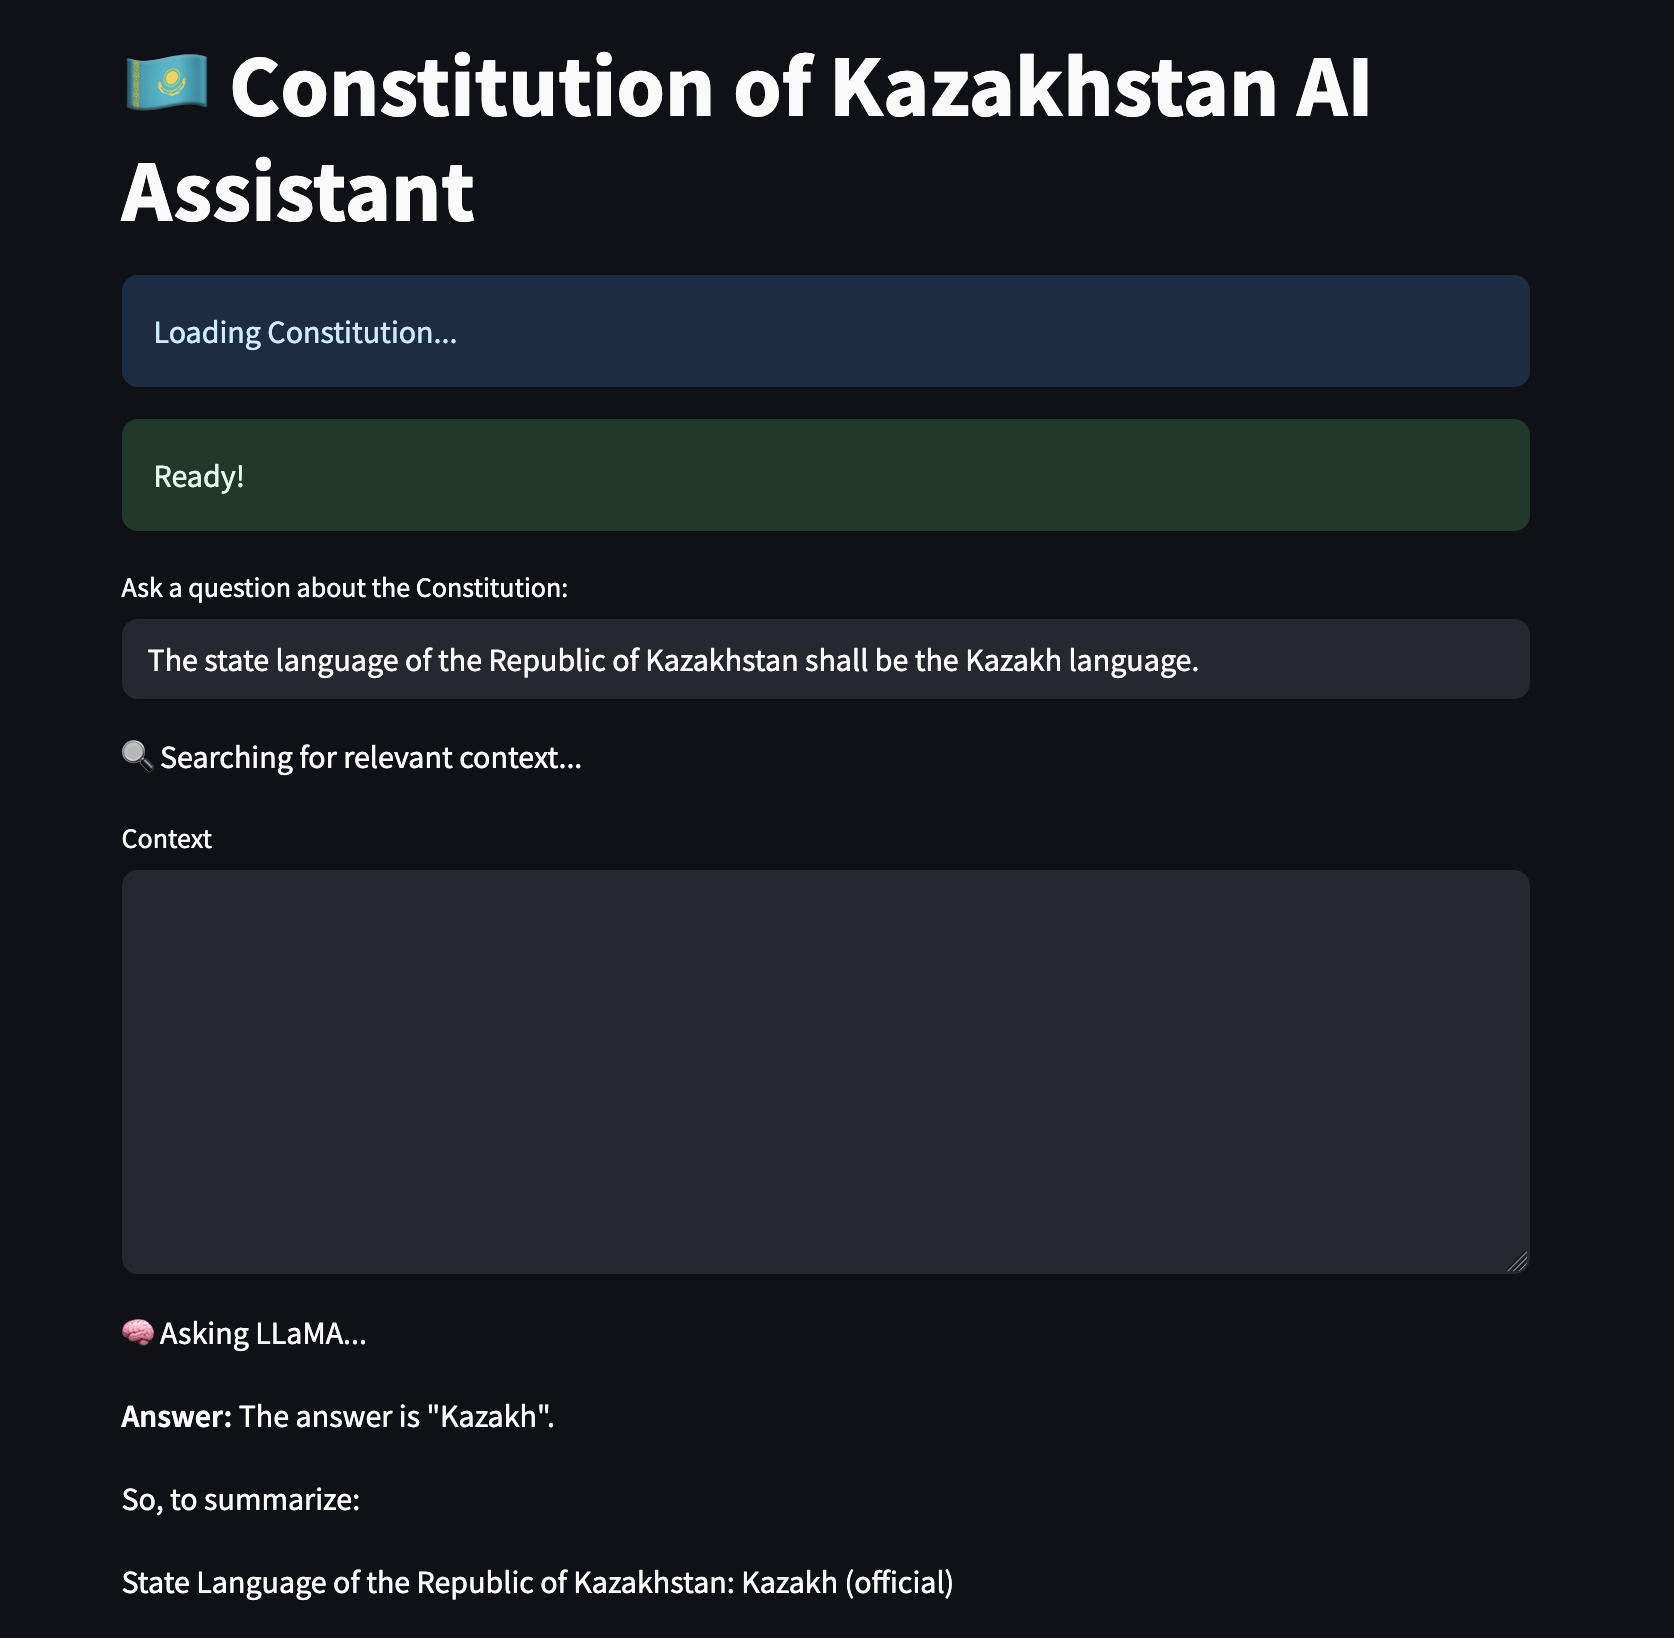 Constitution of Kazakhstan AI
Assistant
Loading Constitution...
Ready!
Ask a question about the Constitution:
The state language of the Republic of Kazakhstan shall be the Kazakh language.
Searching for relevant context...
Context
Asking LLaMA...
Answer: The answer is "Kazakh".
So, to summarize:
State Language of the Republic of Kazakhstan: Kazakh (official)